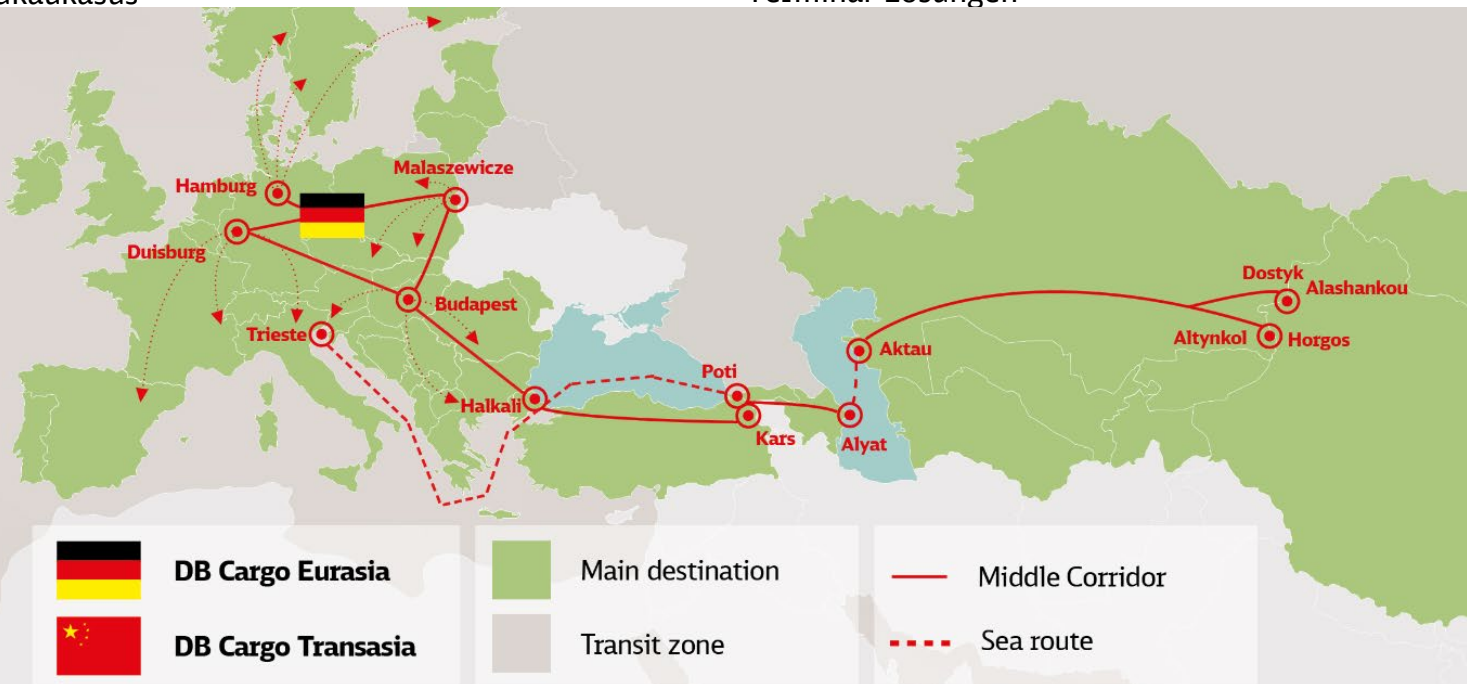 Hamburg
Malaszewicze
Duisburg
Budapest
Trieste
Halkali
Poti
Kars
Alyat
Aktau
Dostyk
Alashankou
Altynkol
Horgos
DB Cargo Eurasia
DB Cargo Transasia
Main destination
Transit zone
Middle Corridor
Sea route